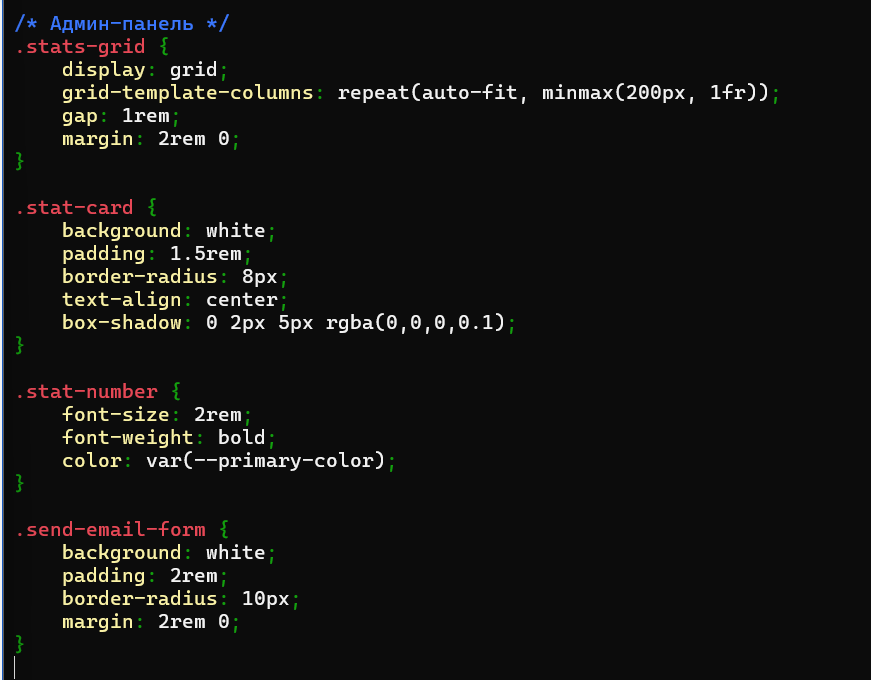 /* Админ-панель */
.stats-grid {
    display: grid;
    grid-template-columns: repeat(auto-fit, minmax(200px, 1fr));
    gap: 1rem;
    margin: 2rem 0;
}

.stat-card {
    background: white;
    padding: 1.5rem;
    border-radius: 8px;
    text-align: center;
    box-shadow: 0 2px 5px rgba(0,0,0,0.1);
}

.stat-number {
    font-size: 2rem;
    font-weight: bold;
    color: var(--primary-color);
}

.send-email-form {
    background: white;
    padding: 2rem;
    border-radius: 10px;
    margin: 2rem 0;
}